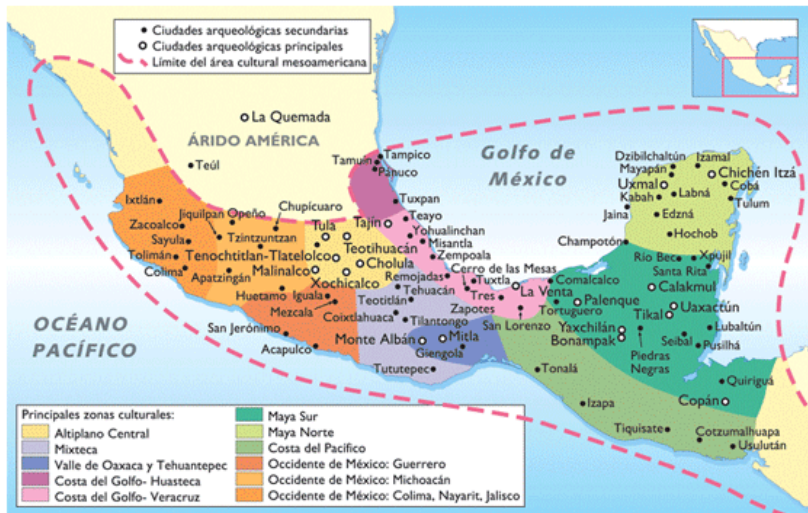 Ciudades arqueológicas secundarias
Ciudades arqueológicas principales
Límite del área cultural mesoamericana
La Quemada
ÁRIDO AMÉRICA
Teúl
Tamuín
Tampico
Pánuco
Golfo de
México
Dzibilchaltún
Izamal
Mayapán
Chichén Itzá
Uxmal
Cobá
Kabah
Labná
Tulum
Jaina
Edzná
Hochob
Champotón
Ixtlán
Jiquilpan
Opeño
Chupícuaro
Zacoalco
Sayula
Tzintzuntzan
Tolimán
Colima
Apatzingán
Tula
Tajín
Tuxpan
Teayo
Yohualinchan
Misantla
Zempoala
Teotihuacán
Tenochtitlan-Tlatelolco
Cholula
Malinalco
Xochicalco
Remojadas
Cerro de las Mesas
Tuxtla
Comalcalco
Río Bec
Xpujil
Santa Rita
Calakmul
Huetamo
Iguala
Mezcala
Tehuacán
Teotitlán
Coixtlahuaca
Tilantongo
Tres
Zapotes
La Venta
San Lorenzo
Tortuguero
Palenque
Uaxactún
Tikal
Yaxchilán
Bonampak
Lubaltún
Seibal
Pusilhá
Piedras
Negras
OCÉANO
PACÍFICO
San Jerónimo
Acapulco
Monte Albán
Mitla
Giengola
Tututepec
Tonalá
Izapa
Quiriguá
Copán
Tiquisate
Cotzumalhuapa
Usulután
Principales zonas culturales:
Altiplano Central
Mixteca
Valle de Oaxaca y Tehuantepec
Costa del Golfo- Huasteca
Costa del Golfo-Veracruz
Maya Sur
Maya Norte
Costa del Pacífico
Occidente de México: Guerrero
Occidente de México: Michoacán
Occidente de México: Colima, Nayarit, Jalisco